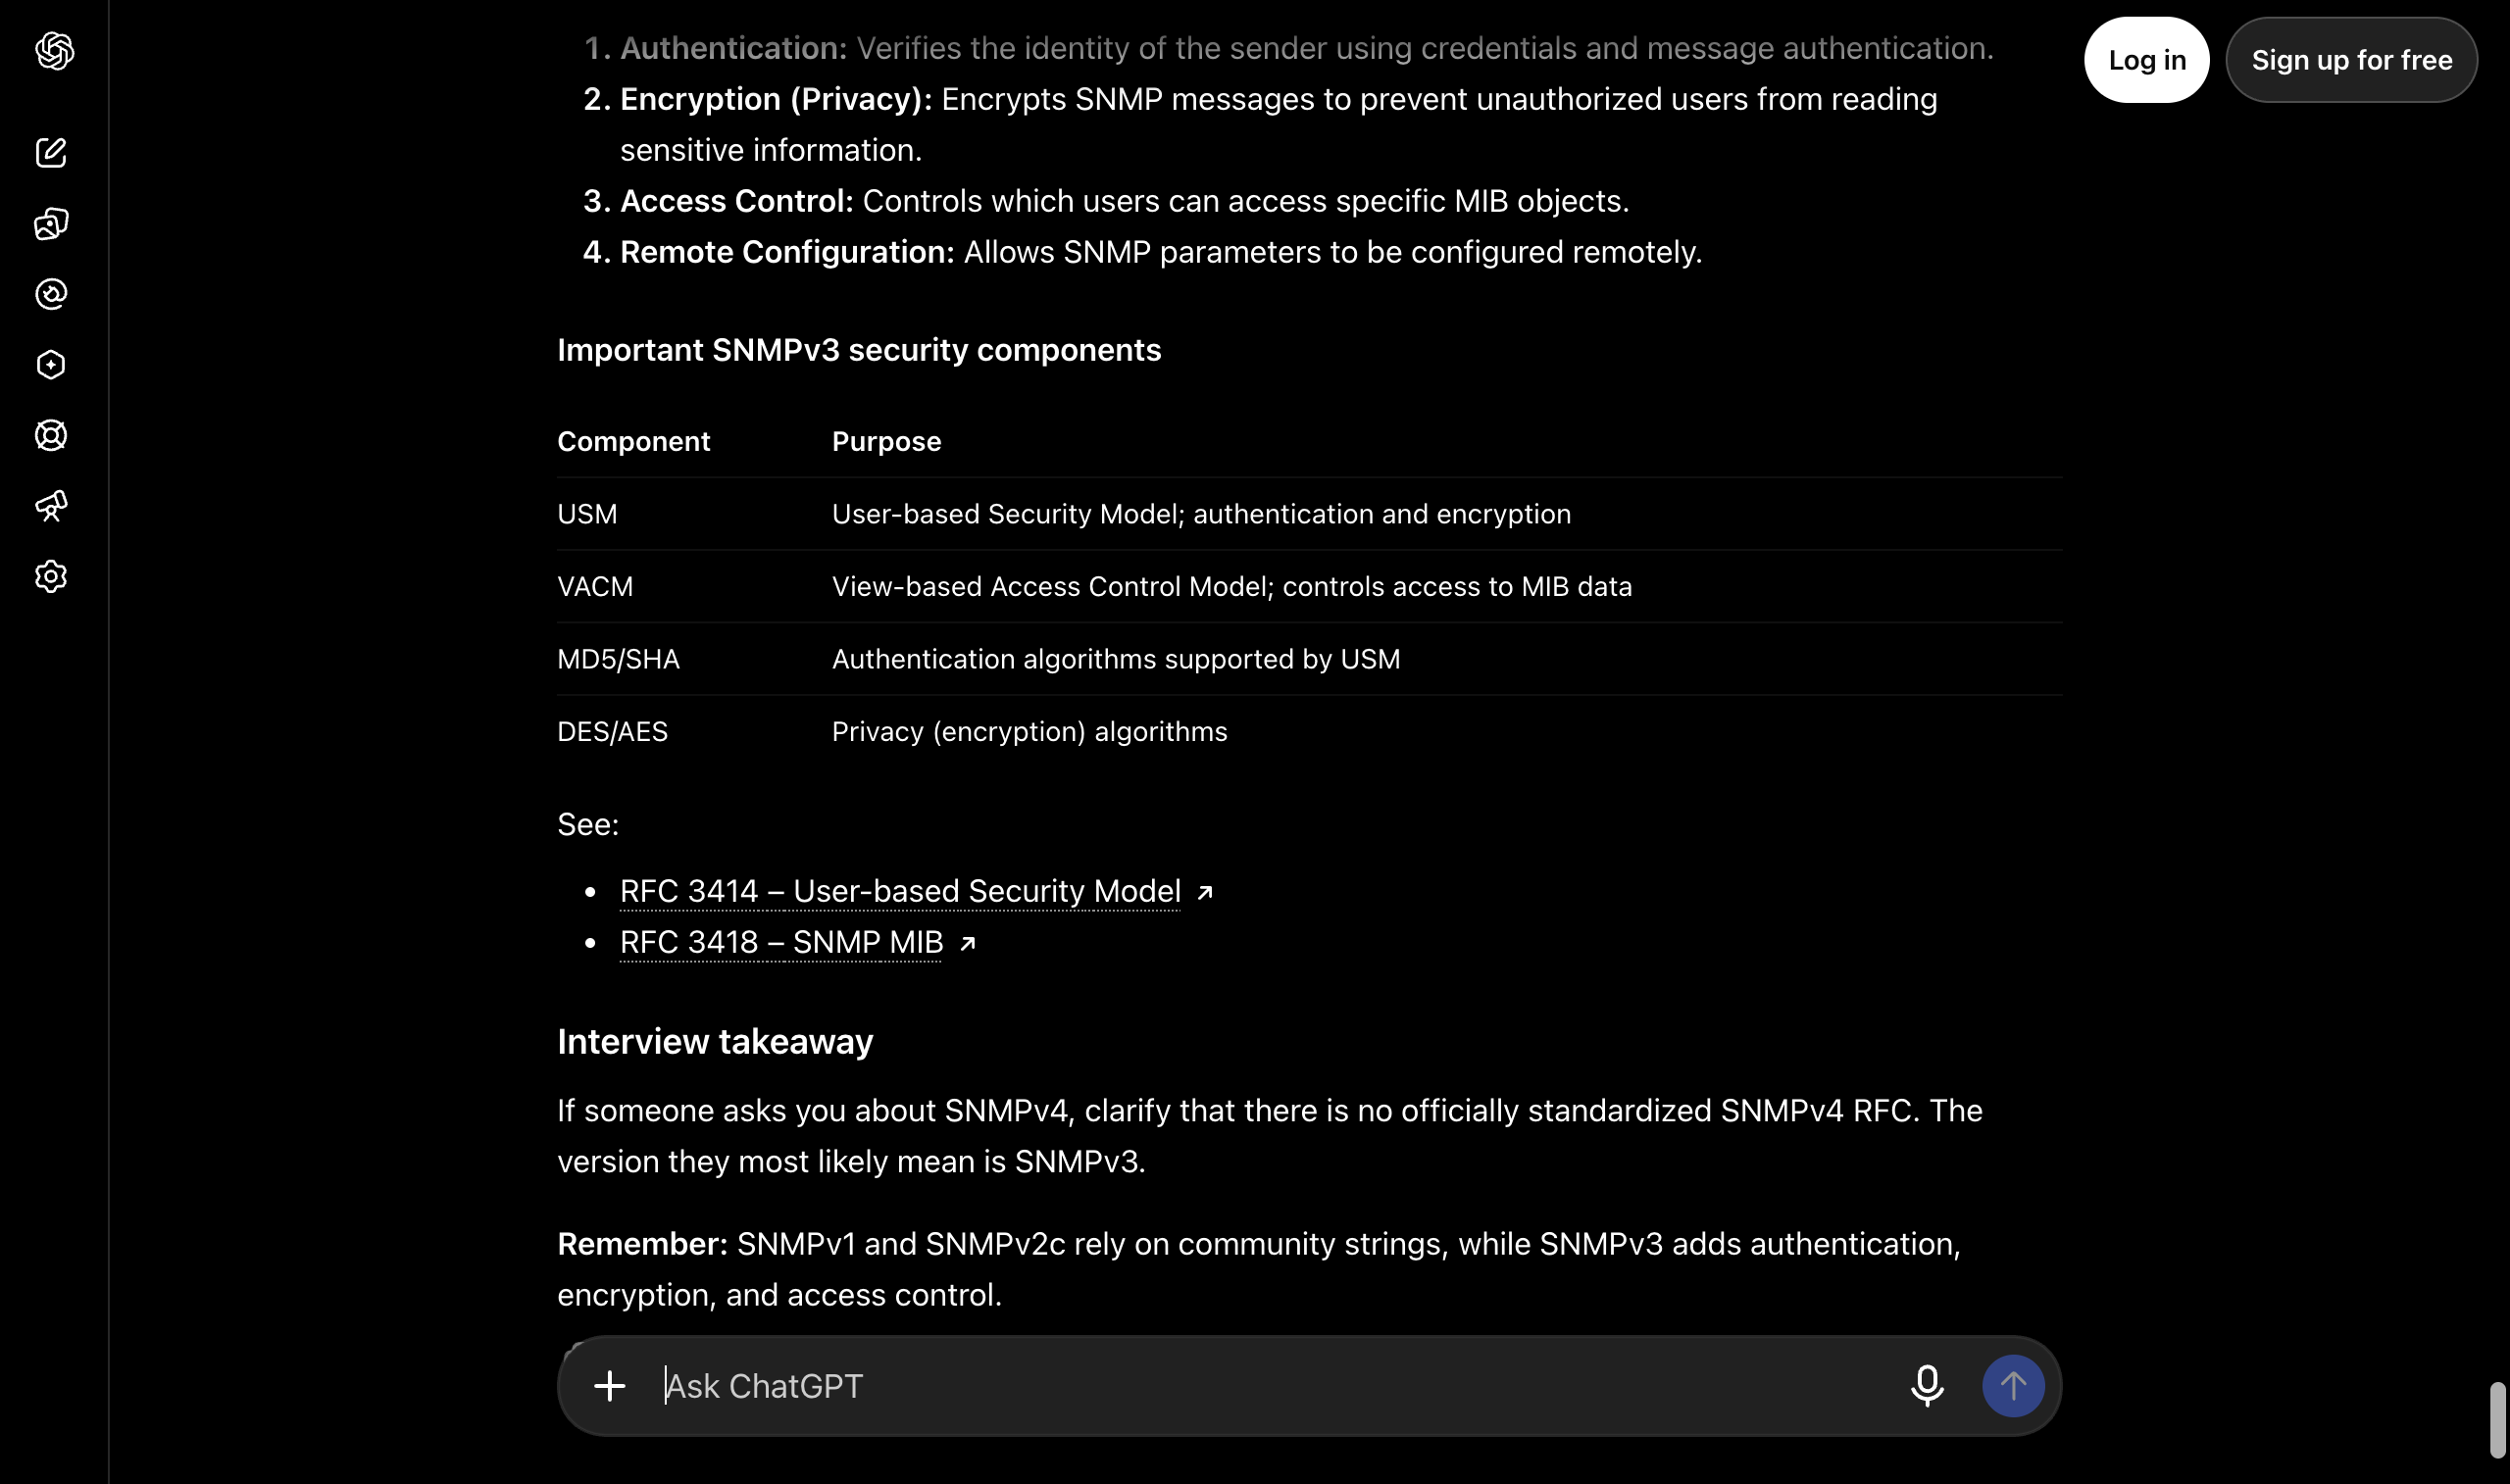 Log in
Sign up for free
1. Authentication: Verifies the identity of the sender using credentials and message authentication.
2. Encryption (Privacy): Encrypts SNMP messages to prevent unauthorized users from reading
sensitive information.
3. Access Control: Controls which users can access specific MIB objects.
4. Remote Configuration: Allows SNMP parameters to be configured remotely.
Important SNMPv3 security components
Component Purpose
USM User-based Security Model; authentication and encryption
VACM View-based Access Control Model; controls access to MIB data
MD5/SHA Authentication algorithms supported by USM
DES/AES Privacy (encryption) algorithms
See:
• RFC 3414 – User-based Security Model ↗
• RFC 3418 – SNMP MIB ↗
Interview takeaway
If someone asks you about SNMPv4, clarify that there is no officially standardized SNMPv4 RFC. The
version they most likely mean is SNMPv3.
Remember: SNMPv1 and SNMPv2c rely on community strings, while SNMPv3 adds authentication,
encryption, and access control.
Ask ChatGPT